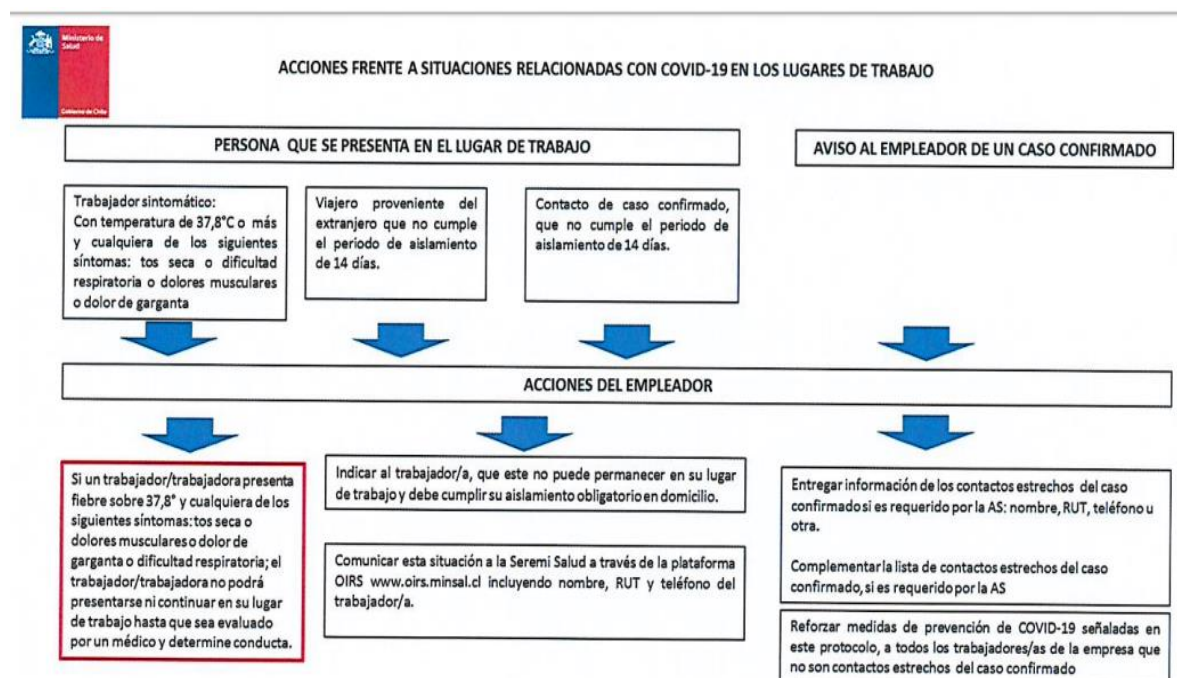 Ministerio de
Salud
Gobierno de Chile
ACCIONES FRENTE A SITUACIONES RELACIONADAS CON COVID-19 EN LOS LUGARES DE TRABAJO
PERSONA QUE SE PRESENTA EN EL LUGAR DE TRABAJO
AVISO AL EMPLEADOR DE UN CASO CONFIRMADO
Trabajador sintomático:
Con temperatura de 37,8°C o más
y cualquiera de los siguientes
síntomas: tos seca o dificultad
respiratoria o dolores musculares
o dolor de garganta
Viajero proveniente del
extranjero que no cumple
el periodo de aislamiento
de 14 días.
Contacto de caso confirmado,
que no cumple el periodo de
aislamiento de 14 días.
ACCIONES DEL EMPLEADOR
Si un trabajador/trabajadora presenta
fiebre sobre 37,8° y cualquiera de los
siguientes síntomas: tos seca o
dolores musculares o dolor de
garganta o dificultad respiratoria; el
trabajador/trabajadora no podrá
presentarse ni continuar en su lugar
de trabajo hasta que sea evaluado
por un médico y determine conducta.
Indicar al trabajador/a, que este no puede permanecer en su lugar
de trabajo y debe cumplir su aislamiento obligatorio en domicilio.
Comunicar esta situación a la Seremi Salud a través de la plataforma
OIRS www.oirs.minsal.cl incluyendo nombre, RUT y teléfono del
trabajador/a.
Entregar información de los contactos estrechos del caso
confirmado si es requerido por la AS: nombre, RUT, teléfono u
otra.
Complementar la lista de contactos estrechos del caso
confirmado, si es requerido por la AS
Reforzar medidas de prevención de COVID-19 señaladas en
este protocolo, a todos los trabajadores/as de la empresa que
no son contactos estrechos del caso confirmado